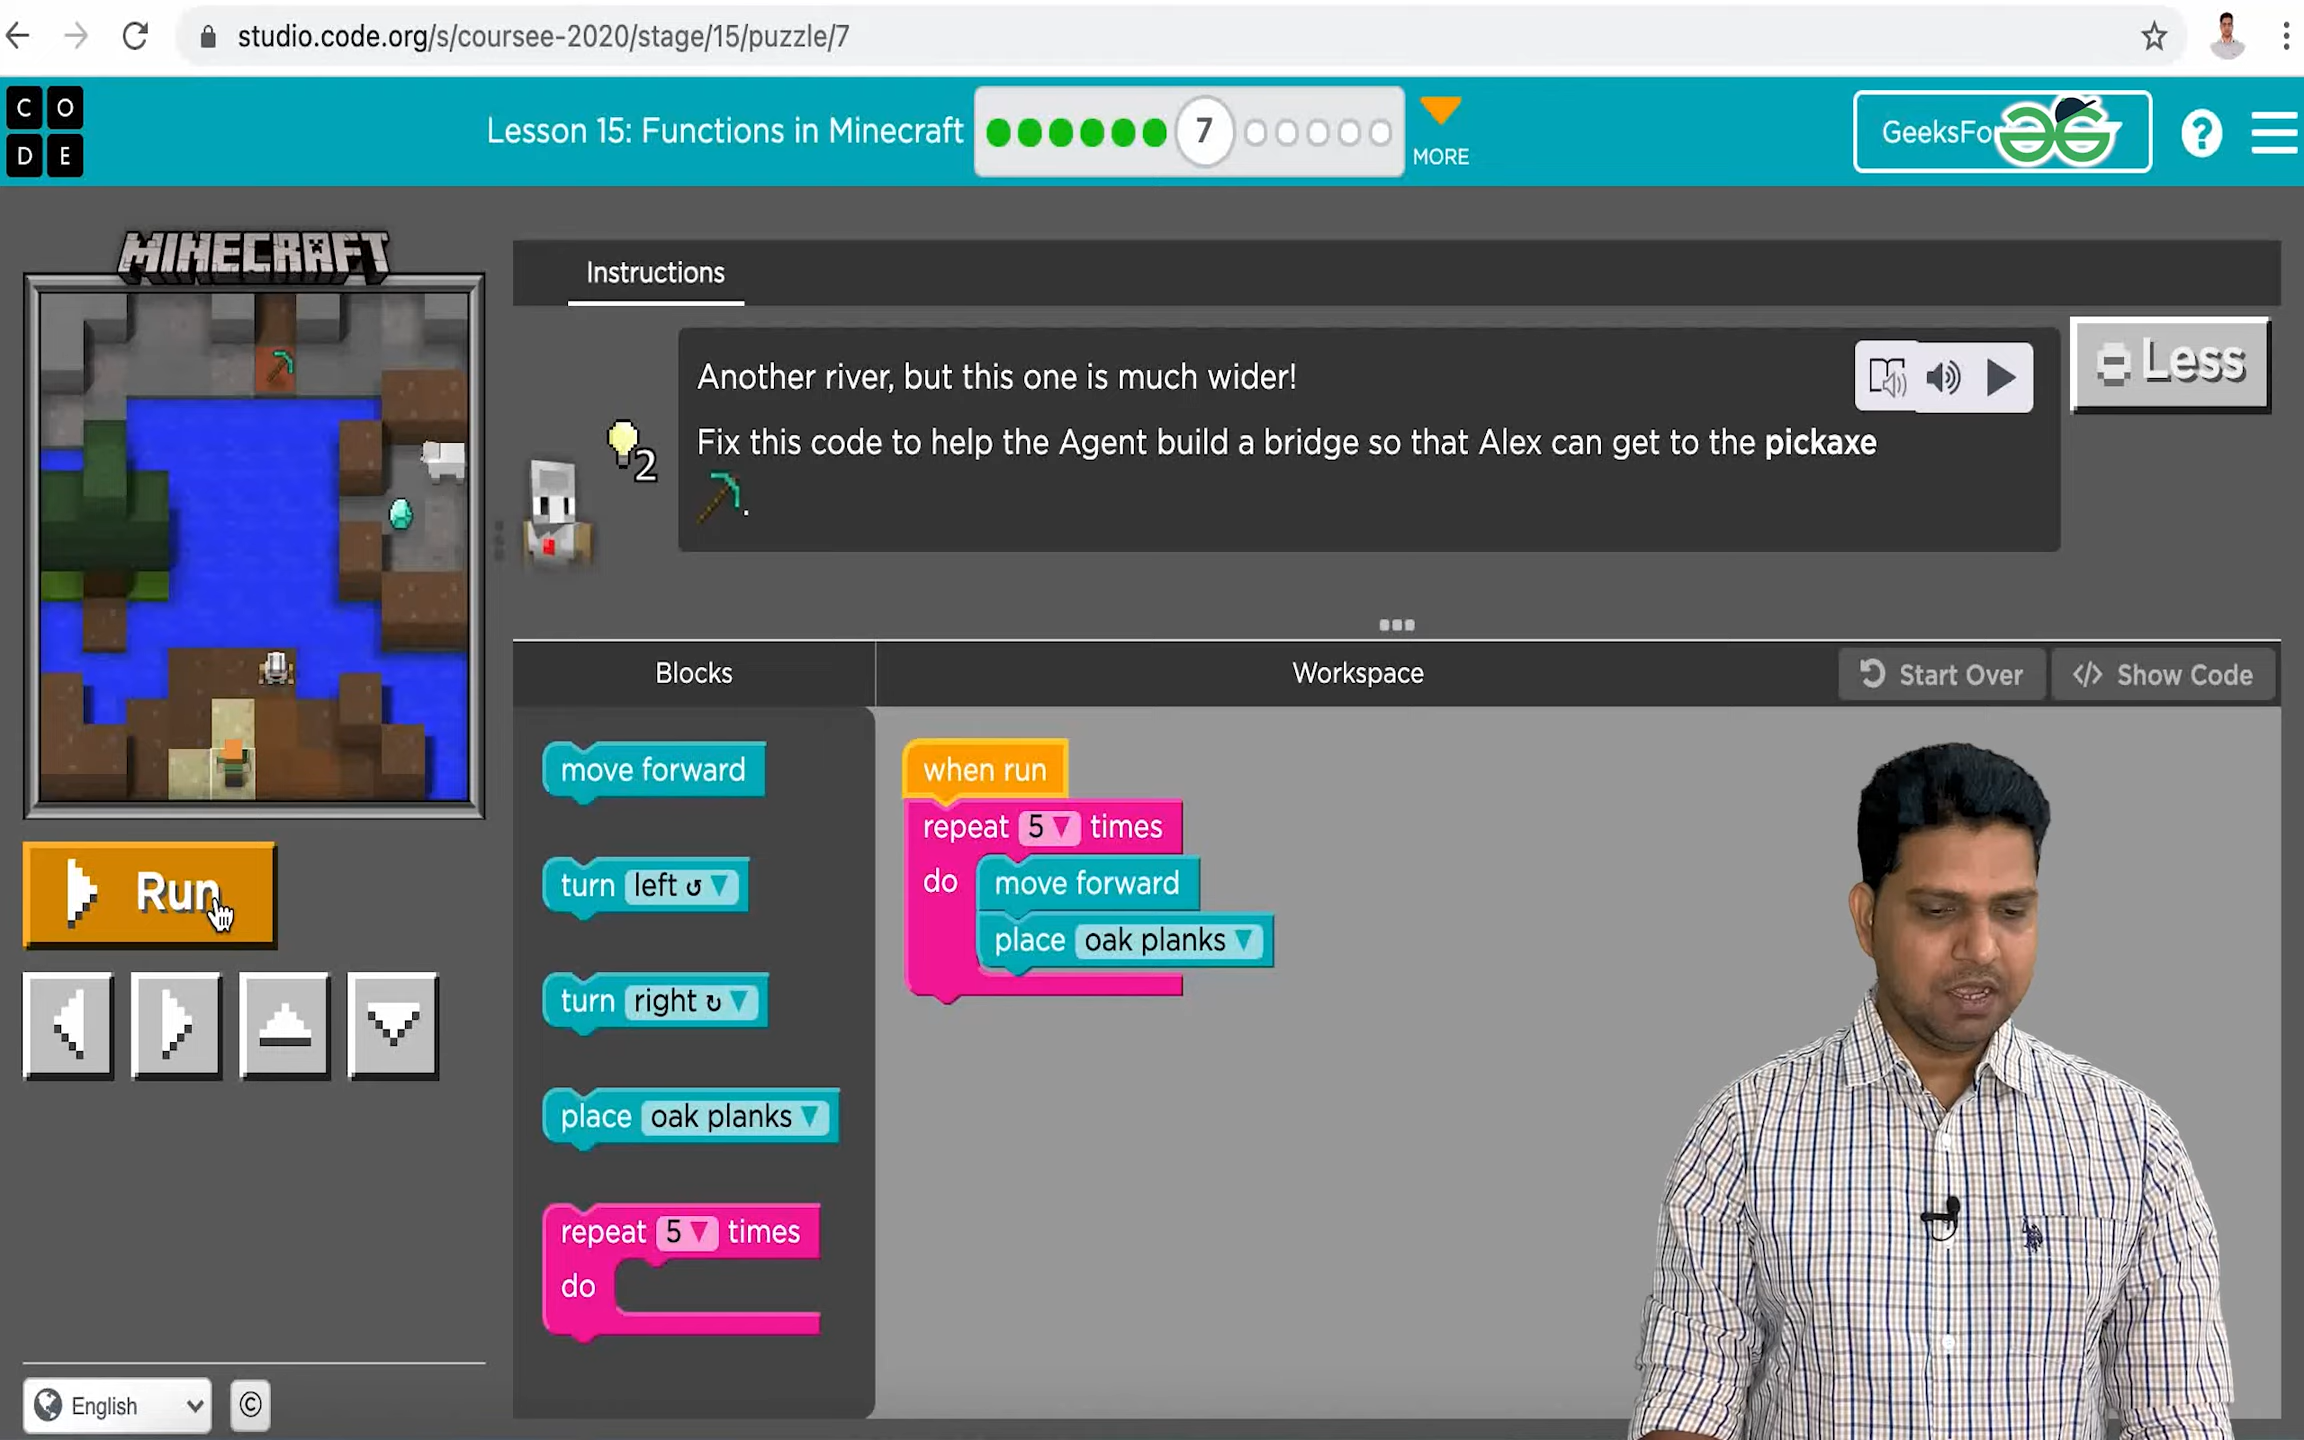 studio.code.org/s/coursee-2020/stage/15/puzzle/7
C O
D E
Lesson 15: Functions in Minecraft
7
MORE
GeeksFo
?
MINECRAFT
Instructions
Another river, but this one is much wider!
Less
2
Fix this code to help the Agent build a bridge so that Alex can get to the pickaxe
.
Blocks
Workspace
Start Over
</> Show Code
move forward
turn left ↺
turn right ↻
place oak planks
repeat 5 times
do
when run
repeat 5 times
do
move forward
place oak planks
Run
English
©